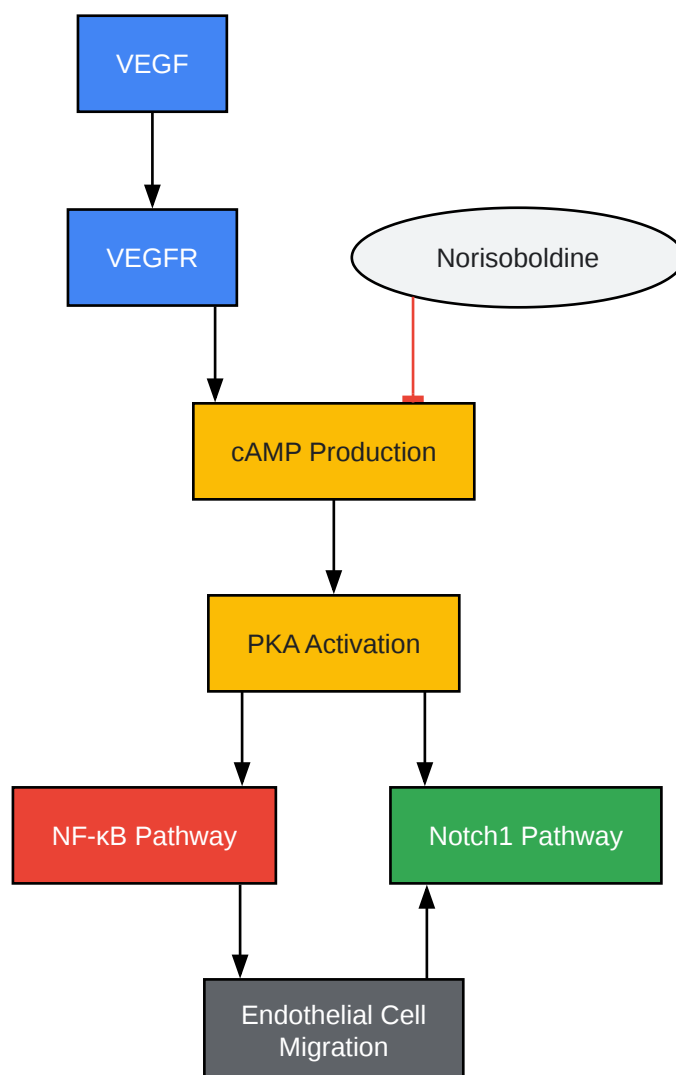 VEGF
VEGFR
Norisoboldine
cAMP Production
PKA Activation
NF-κB Pathway
Notch1 Pathway
Endothelial Cell
Migration